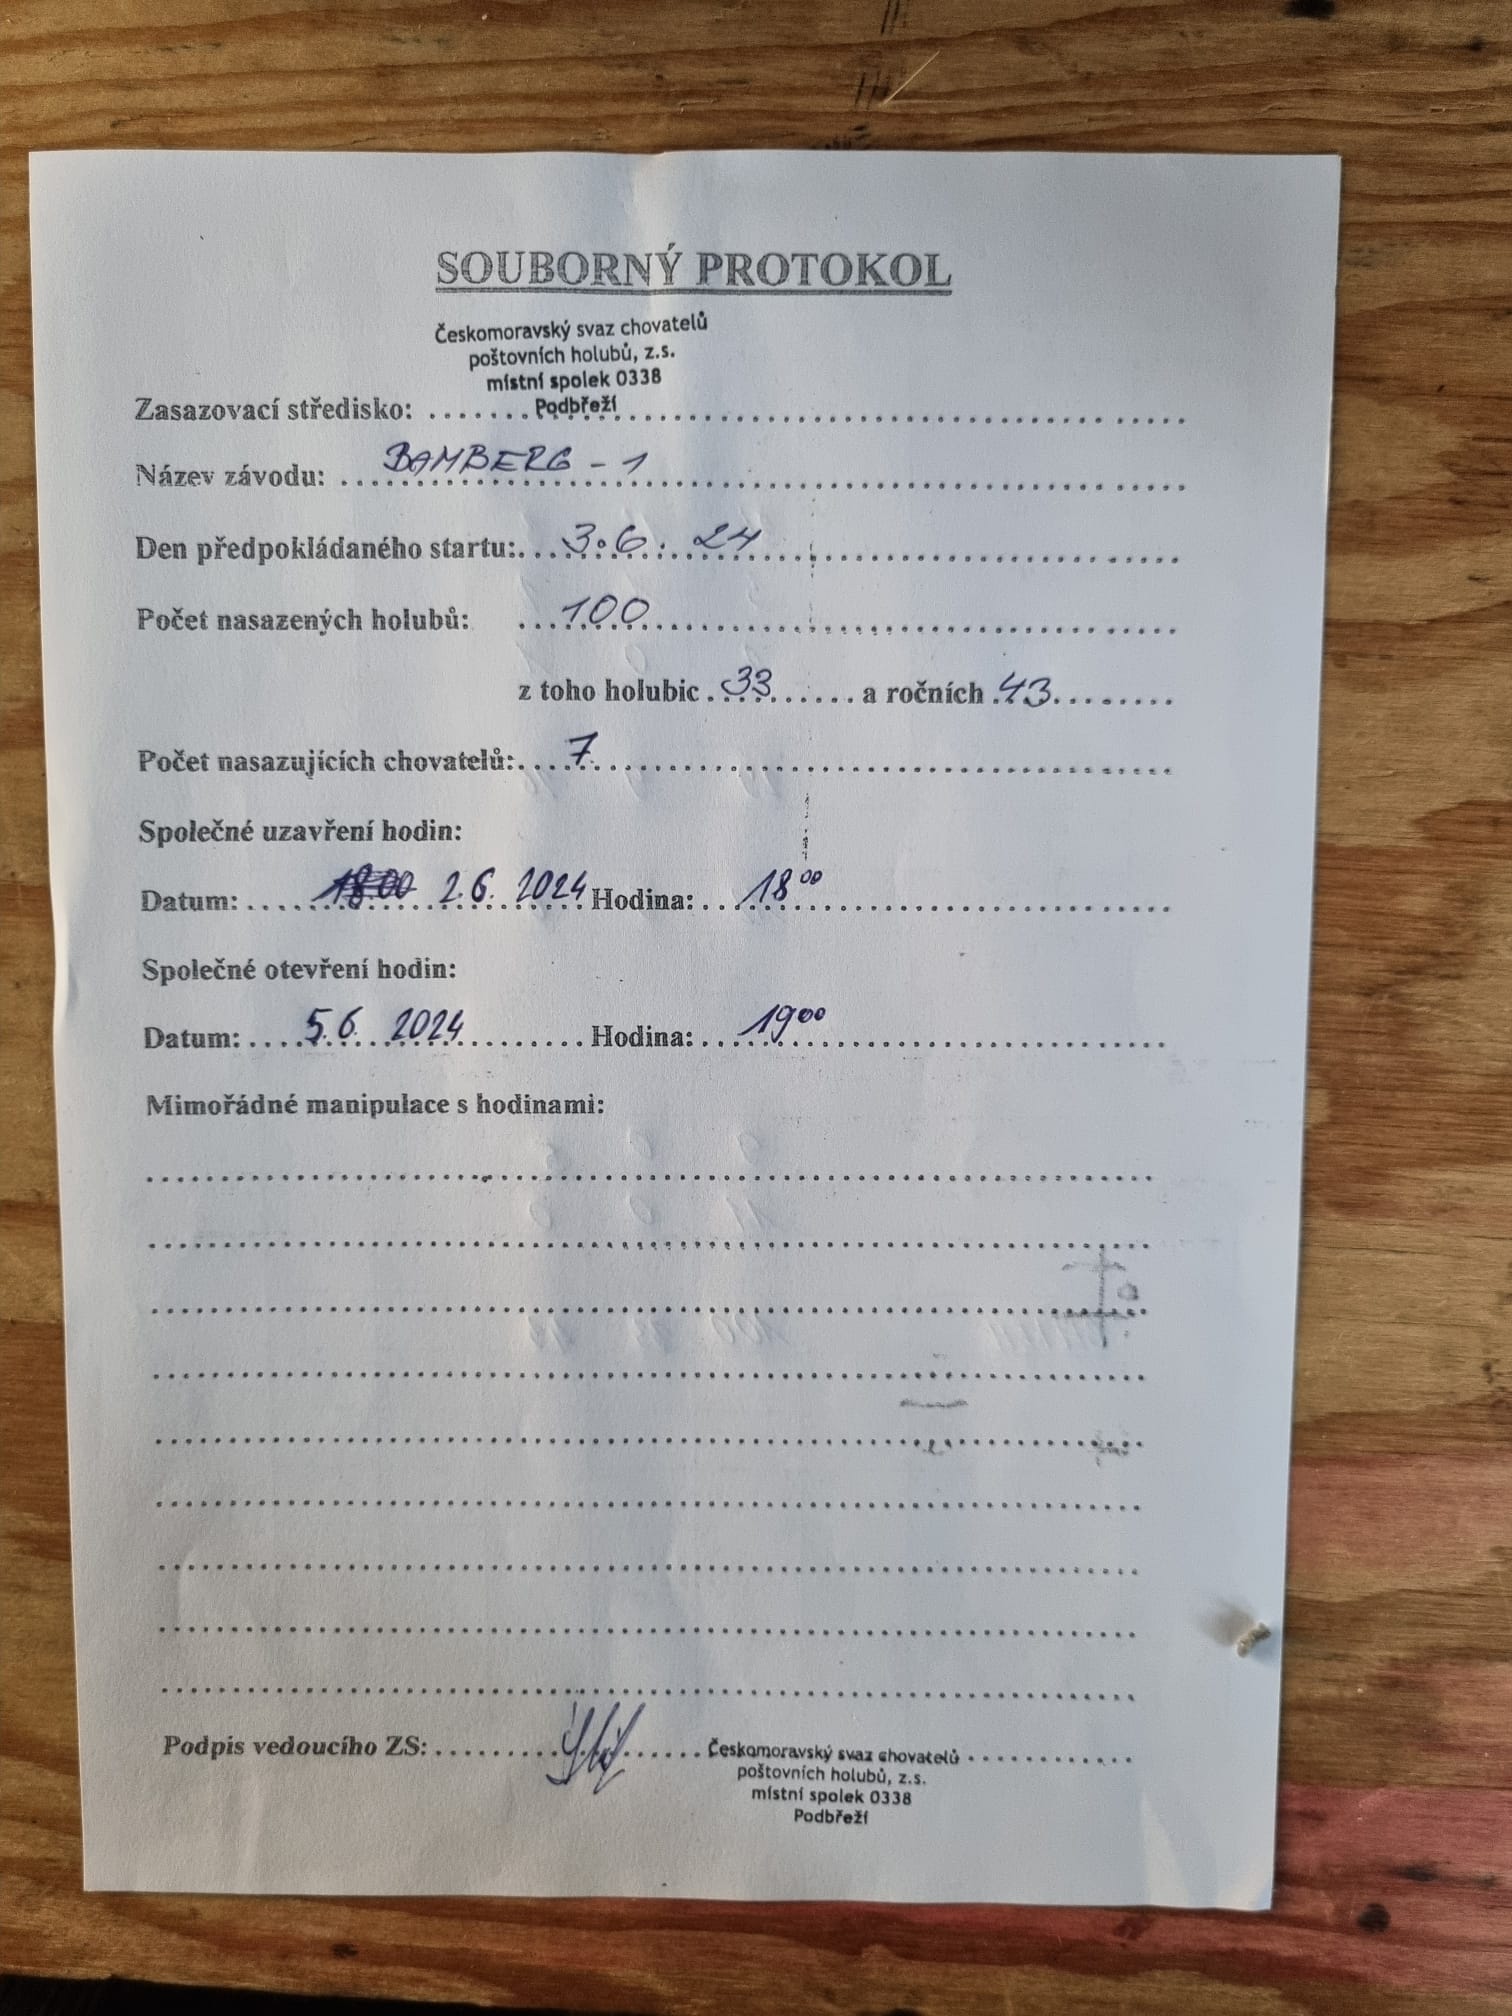 SOUBORNÝ PROTOKOL
Českomoravský svaz chovatelů
poštovních holubů, z.s.
místní spolek 0338
Zasazovací středisko: ....... Podbřeží
Název závodu: BAMBERG - 1
Den předpokládaného startu: 3.6. 24
Počet nasazených holubů: 100
z toho holubic 33 a ročních 43
Počet nasazujících chovatelů: 7
Společné uzavření hodin:
Datum: 18.00 2.6. 2024 Hodina: 18⁰⁰
Společné otevření hodin:
Datum: 5.6. 2024 Hodina: 19⁰⁰
Mimořádné manipulace s hodinami:
Podpis vedoucího ZS: Českomoravský svaz chovatelů
poštovních holubů, z.s.
místní spolek 0338
Podbřeží